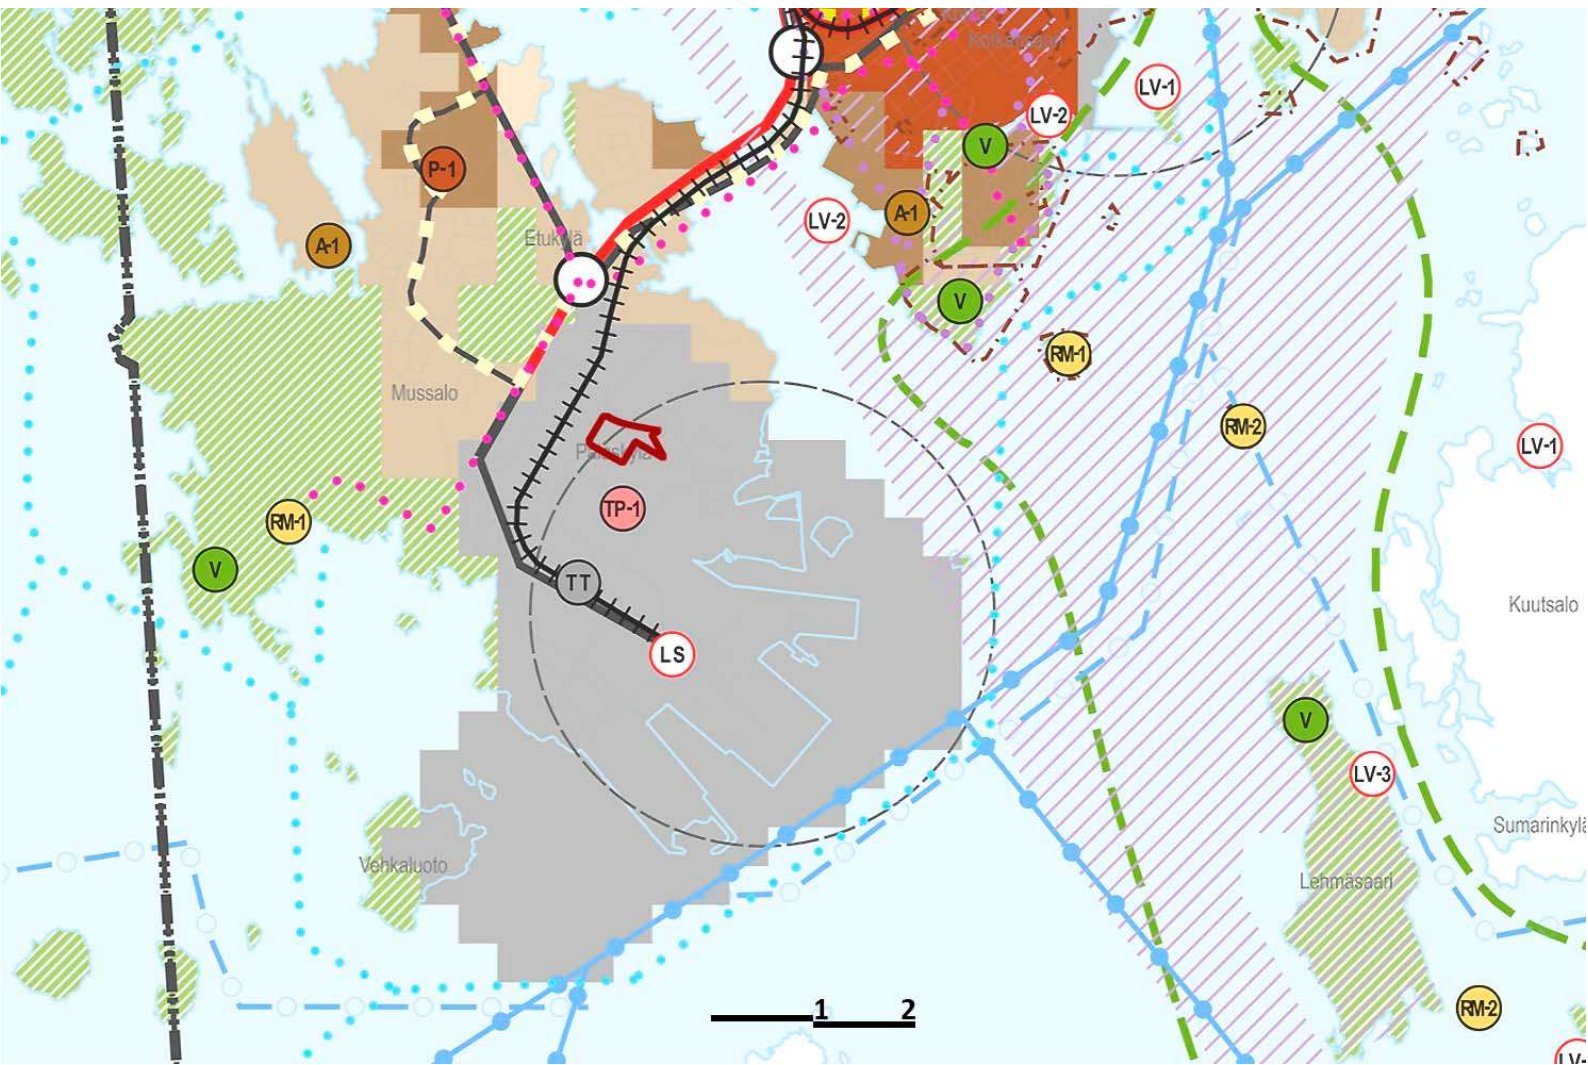 Kotkansaari
LV-1
LV-2
V
P-1
A-1
LV-2
Etukylä
A-1
V
RM-1
Mussalo
RM-2
LV-1
TP-1
RM-1
V
TT
Kuutsalo
LS
V
LV-3
Sumarinkylä
Vehkaluoto
Lehmäsaari
1 2
RM-2
LV-